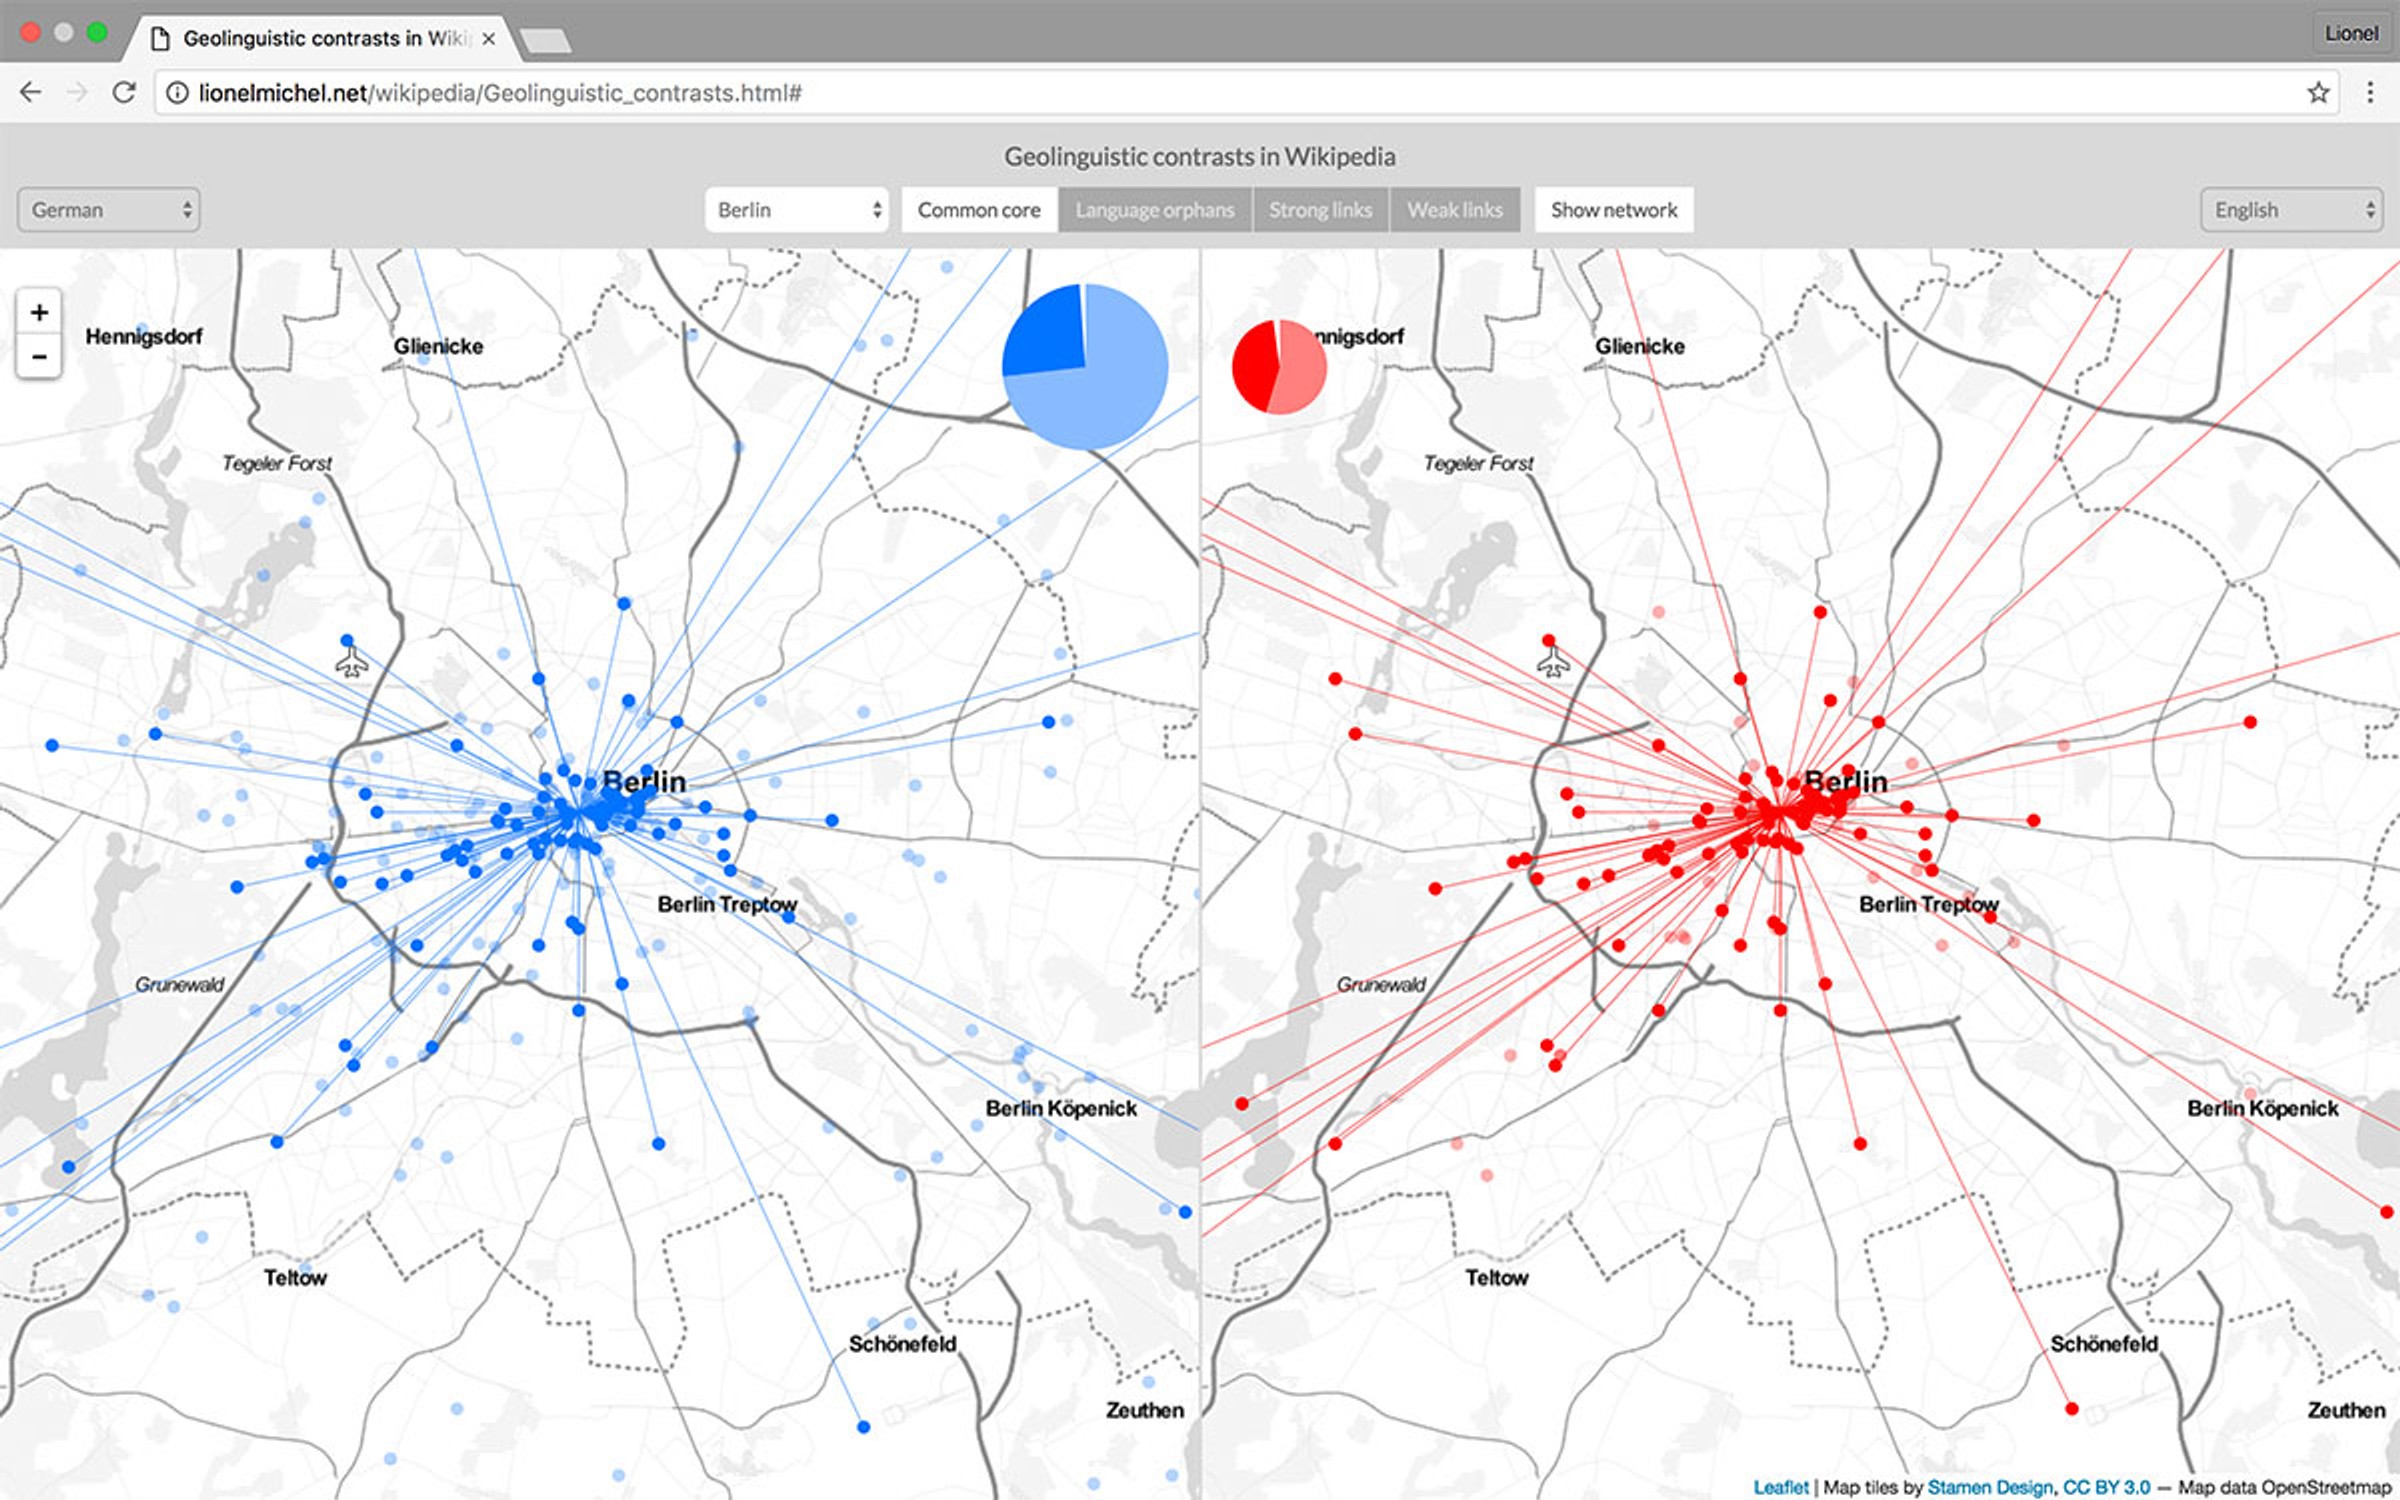 Geolinguistic contrasts in Wiki
Lionel
lionelmichel.net/wikipedia/Geolinguistic_contrasts.html#
Geolinguistic contrasts in Wikipedia
German
Berlin
Common core
Language orphans
Strong links
Weak links
Show network
English
+
−
Hennigsdorf
Glienicke
Tegeler Forst
Berlin
Berlin Treptow
Grunewald
Berlin Köpenick
Teltow
Schönefeld
Zeuthen
nnigsdorf
Glienicke
Tegeler Forst
Berlin
Berlin Treptow
Grunewald
Berlin Köpenick
Teltow
Schönefeld
Zeuthen
Leaflet | Map tiles by Stamen Design, CC BY 3.0 — Map data OpenStreetmap